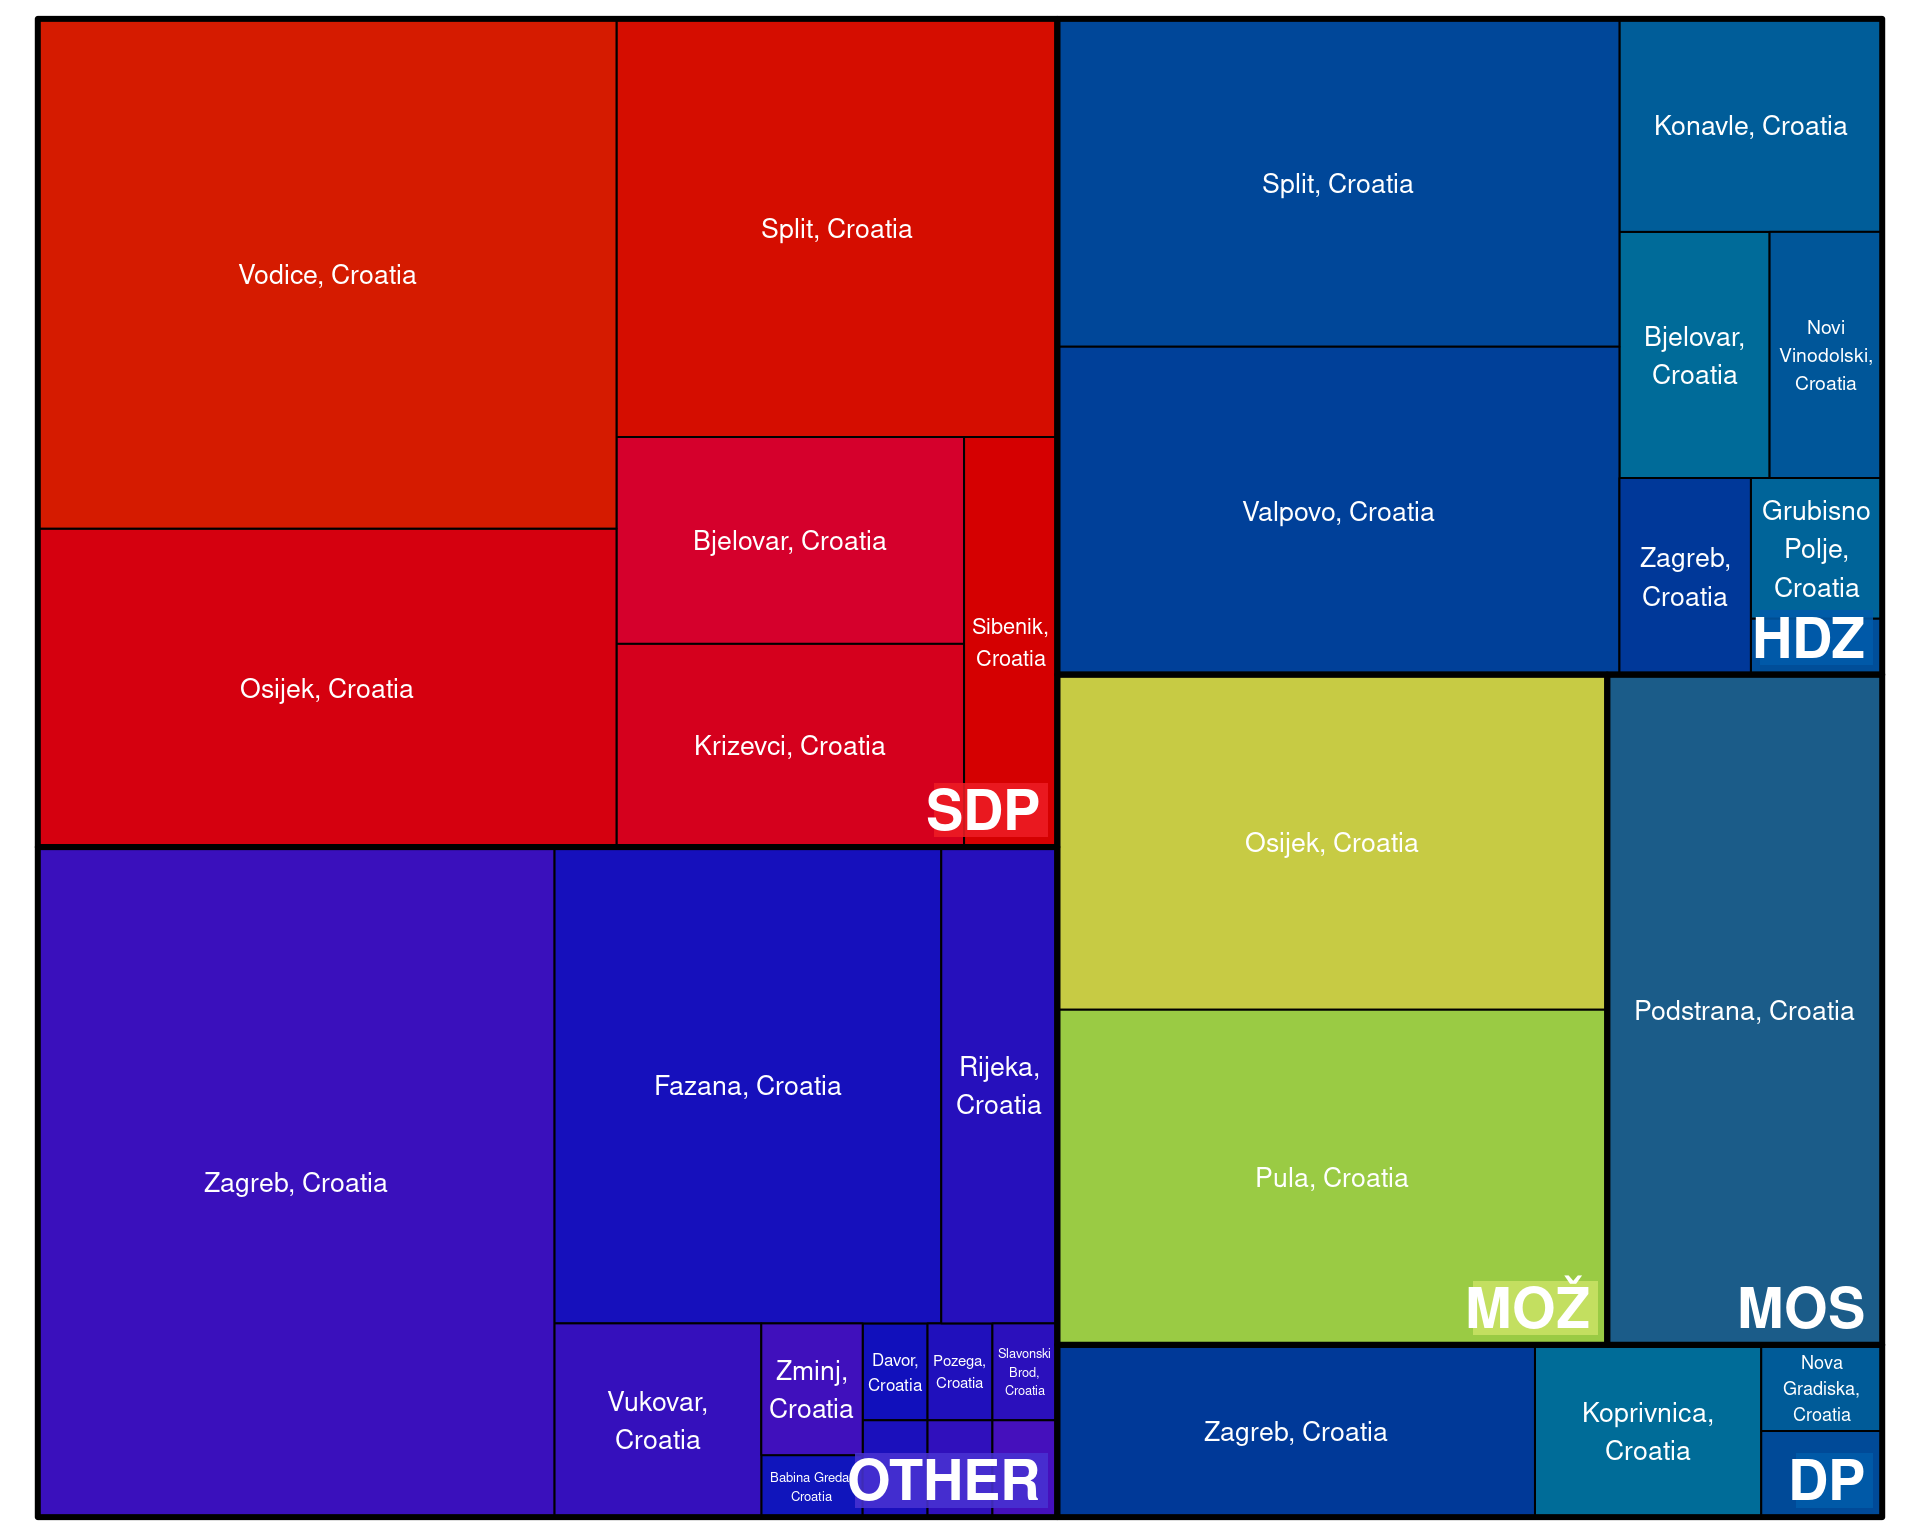 Vodice, Croatia
Split, Croatia
Osijek, Croatia
Bjelovar, Croatia
Krizevci, Croatia
Sibenik,
Croatia
SDP
Split, Croatia
Konavle, Croatia
Bjelovar,
Croatia
Novi
Vinodolski,
Croatia
Valpovo, Croatia
Zagreb,
Croatia
Grubisno
Polje,
Croatia
HDZ
Zagreb, Croatia
Fazana, Croatia
Rijeka,
Croatia
Vukovar,
Croatia
Zminj,
Croatia
Davor,
Croatia
Pozega,
Croatia
Slavonski
Brod,
Croatia
Babina Greda,
Croatia
OTHER
Osijek, Croatia
Pula, Croatia
MOŽ
Podstrana, Croatia
MOS
Zagreb, Croatia
Koprivnica,
Croatia
Nova
Gradiska,
Croatia
DP